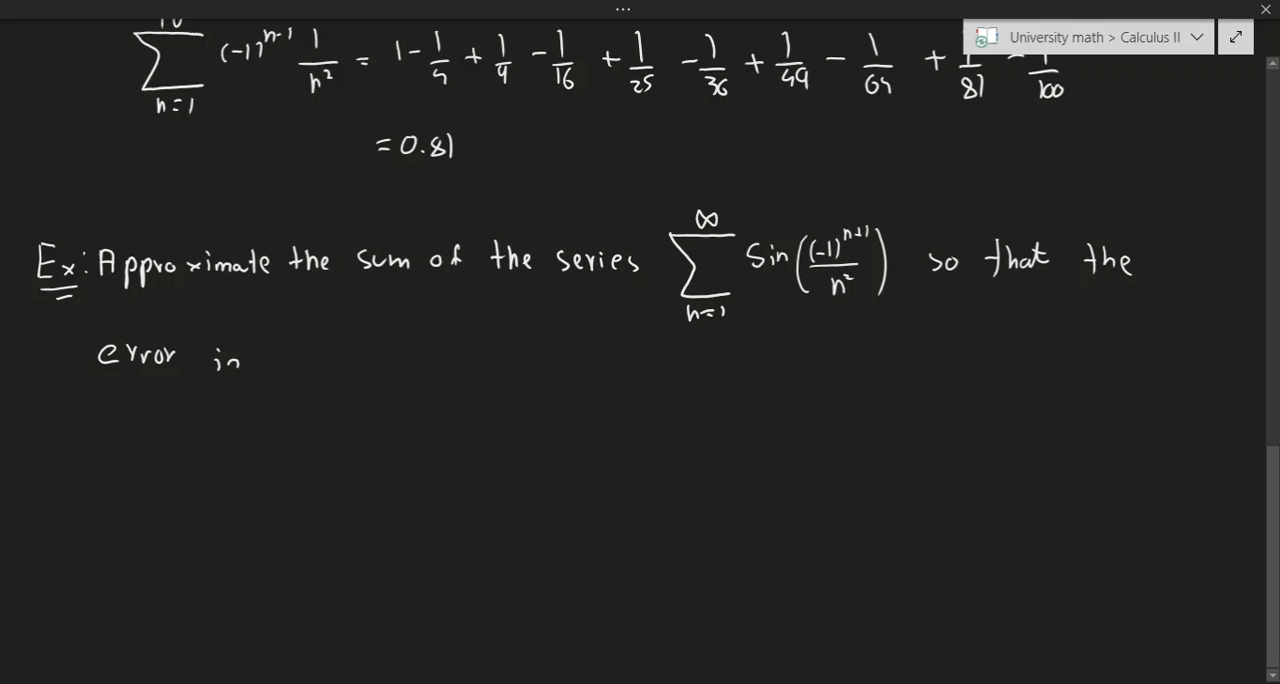 ...
University math > Calculus II
10
∑ (-1)^(n-1) 1/n² = 1 - 1/4 + 1/9 - 1/16 + 1/25 - 1/36 + 1/49 - 1/64 + 1/81 - 1/100
n=1
= 0.81
Ex: Approximate the sum of the series ∑_(n=1)^∞ Sin((-1)^(n+1)/n²) so that the
error in